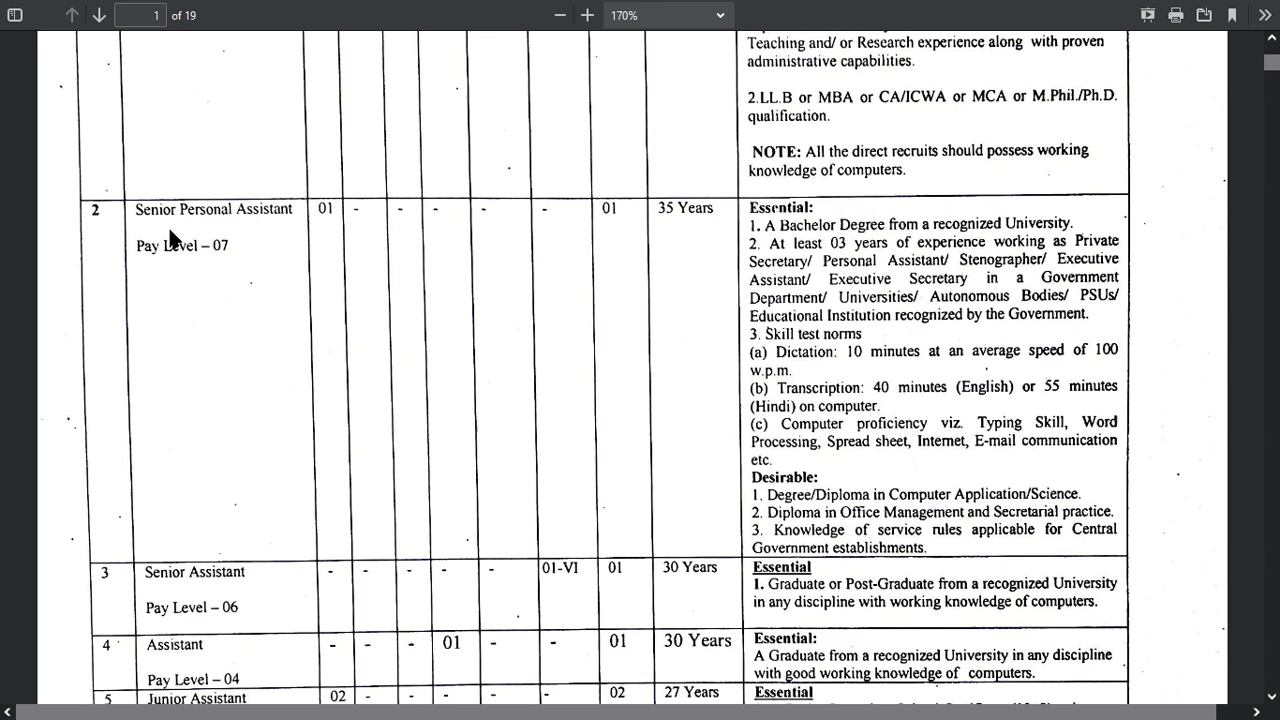 1 of 19 170%
Teaching and/ or Research experience along with proven
administrative capabilities.
2.LL.B or MBA or CA/ICWA or MCA or M.Phil./Ph.D.
qualification.
NOTE: All the direct recruits should possess working
knowledge of computers.
2 Senior Personal Assistant 01 - - - - - 01 35 Years Essential:
1. A Bachelor Degree from a recognized University.
Pay Level – 07 2. At least 03 years of experience working as Private
Secretary/ Personal Assistant/ Stenographer/ Executive
Assistant/ Executive Secretary in a Government
Department/ Universities/ Autonomous Bodies/ PSUs/
Educational Institution recognized by the Government.
3. Skill test norms
(a) Dictation: 10 minutes at an average speed of 100
w.p.m.
(b) Transcription: 40 minutes (English) or 55 minutes
(Hindi) on computer.
(c) Computer proficiency viz. Typing Skill, Word
Processing, Spread sheet, Internet, E-mail communication
etc.
Desirable:
1. Degree/Diploma in Computer Application/Science.
2. Diploma in Office Management and Secretarial practice.
3. Knowledge of service rules applicable for Central
Government establishments.
3 Senior Assistant - - - - - 01-VI 01 30 Years Essential
1. Graduate or Post-Graduate from a recognized University
Pay Level – 06 in any discipline with working knowledge of computers.
4 Assistant - - - 01 - - 01 30 Years Essential:
A Graduate from a recognized University in any discipline
Pay Level – 04 with good working knowledge of computers.
5 Junior Assistant 02 - - - - - 02 27 Years Essential